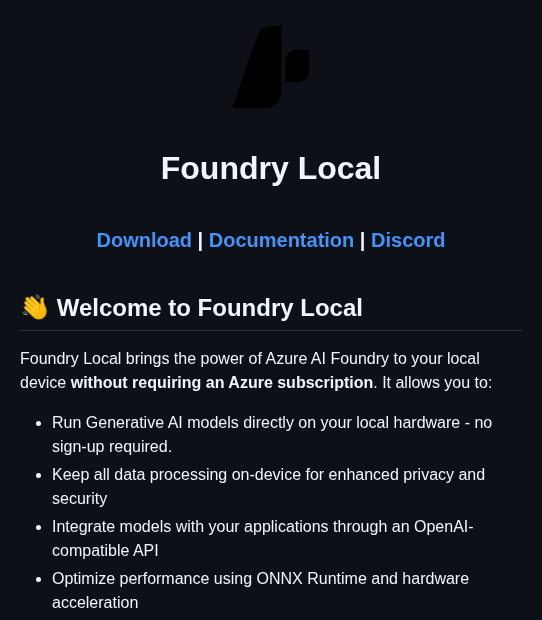 Foundry Local
Download | Documentation | Discord
👋 Welcome to Foundry Local
Foundry Local brings the power of Azure AI Foundry to your local
device without requiring an Azure subscription. It allows you to:
• Run Generative AI models directly on your local hardware - no
sign-up required.
• Keep all data processing on-device for enhanced privacy and
security
• Integrate models with your applications through an OpenAI-
compatible API
• Optimize performance using ONNX Runtime and hardware
acceleration